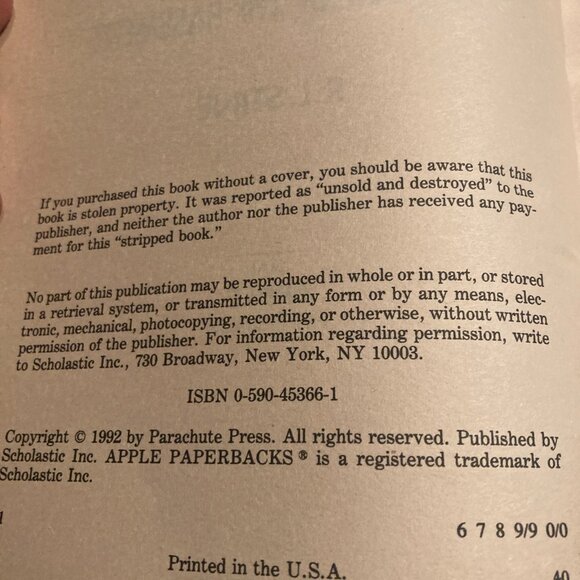 If you purchased this book without a cover, you should be aware that this
book is stolen property. It was reported as "unsold and destroyed" to the
publisher, and neither the author nor the publisher has received any pay-
ment for this "stripped book."
No part of this publication may be reproduced in whole or in part, or stored
in a retrieval system, or transmitted in any form or by any means, elec-
tronic, mechanical, photocopying, recording, or otherwise, without written
permission of the publisher. For information regarding permission, write
to Scholastic Inc., 730 Broadway, New York, NY 10003.
ISBN 0-590-45366-1
Copyright © 1992 by Parachute Press. All rights reserved. Published by
Scholastic Inc. APPLE PAPERBACKS ® is a registered trademark of
Scholastic Inc.
1
6 7 8 9/9 0/0
Printed in the U.S.A.
40